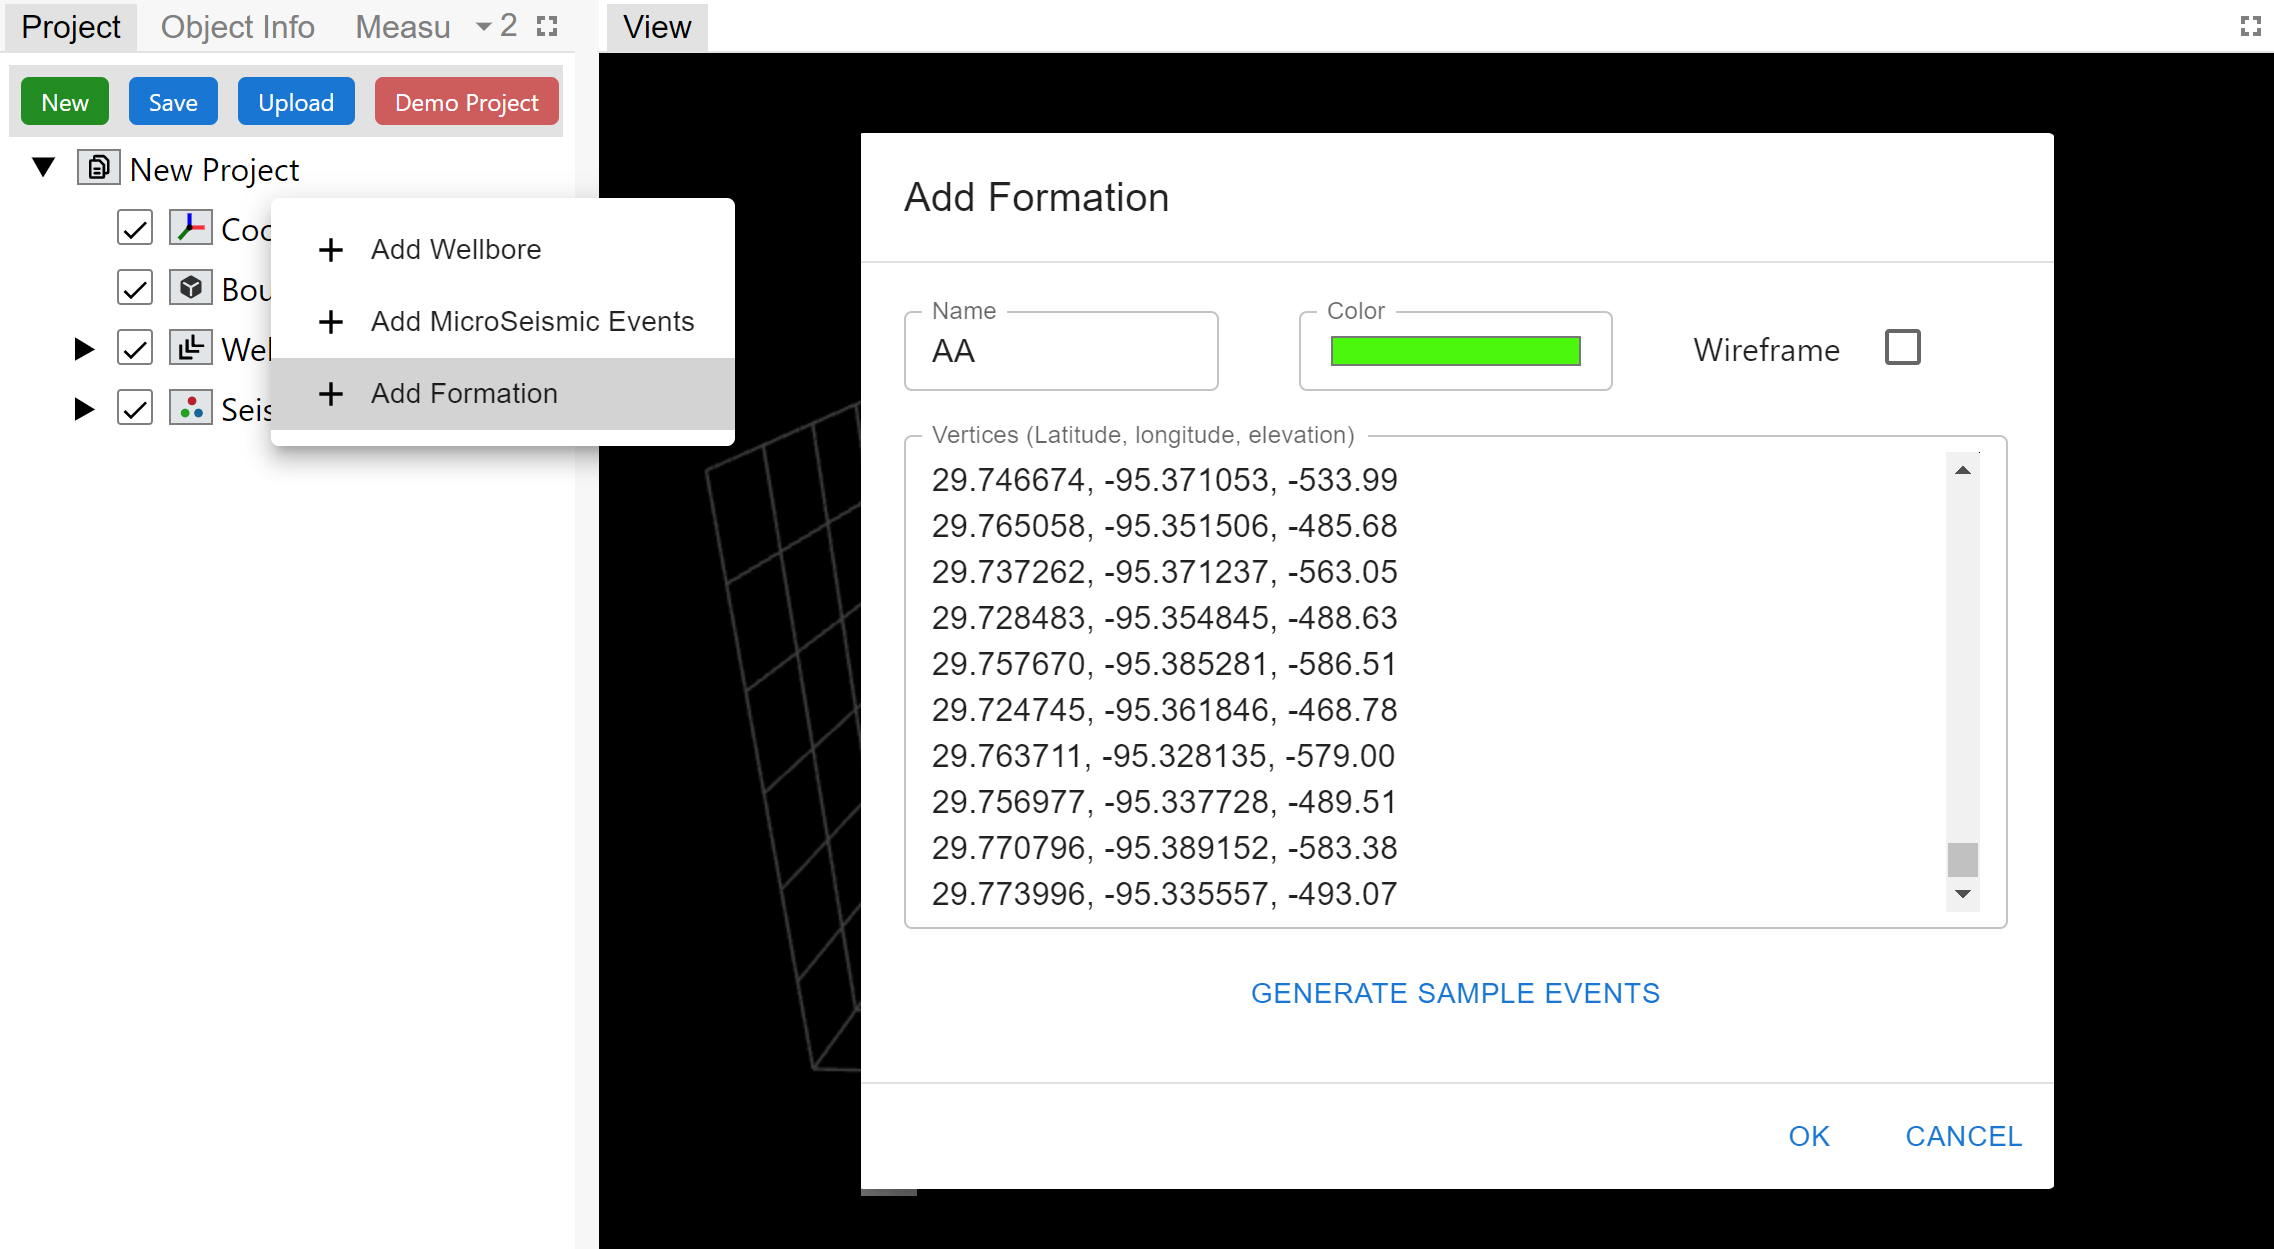 Project Object Info Measu 2
View
New Save Upload Demo Project
New Project
Coo
Bou
Wel
Seis
Add Wellbore
Add MicroSeismic Events
Add Formation
Add Formation
Name
AA
Color
Wireframe
Vertices (Latitude, longitude, elevation)
29.746674, -95.371053, -533.99
29.765058, -95.351506, -485.68
29.737262, -95.371237, -563.05
29.728483, -95.354845, -488.63
29.757670, -95.385281, -586.51
29.724745, -95.361846, -468.78
29.763711, -95.328135, -579.00
29.756977, -95.337728, -489.51
29.770796, -95.389152, -583.38
29.773996, -95.335557, -493.07
GENERATE SAMPLE EVENTS
OK CANCEL